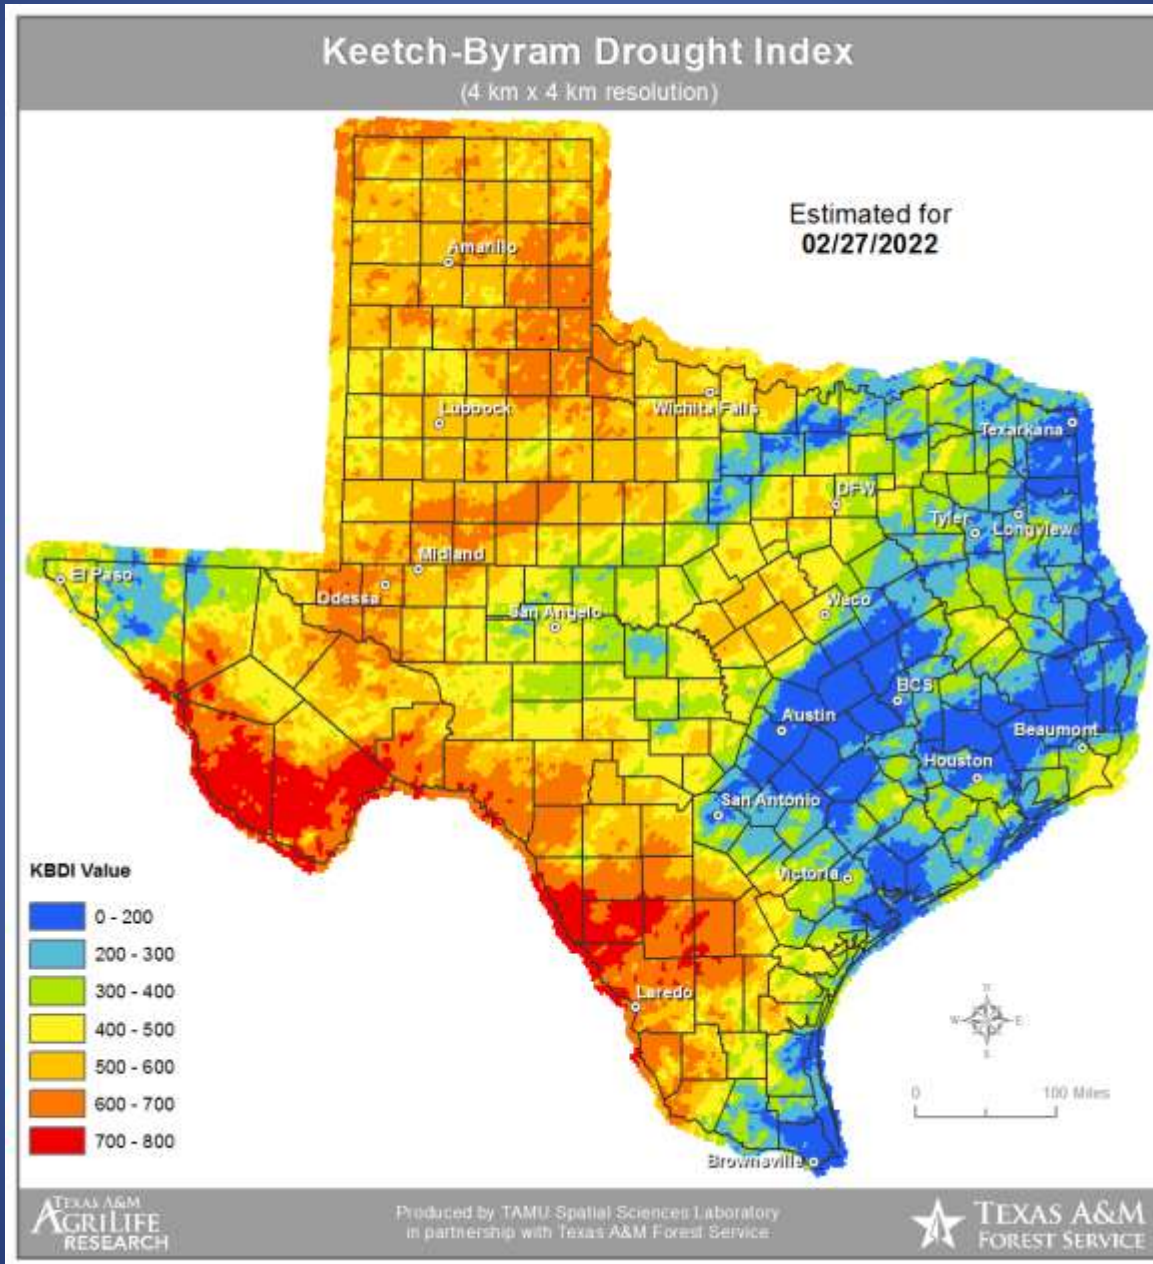 Keetch-Byram Drought Index
(4 km x 4 km resolution)
Estimated for
02/27/2022
Amarillo
Lubbock
Wichita Falls
Texarkana
DFW
Tyler
Longview
Midland
El Paso
Odessa
San Angelo
Waco
BCS
Austin
Beaumont
Houston
San Antonio
Victoria
Laredo
Brownsville
KBDI Value
0 - 200
200 - 300
300 - 400
400 - 500
500 - 600
600 - 700
700 - 800
N
W E
S
0 100 Miles
TEXAS A&M
AGRILIFE
RESEARCH
Produced by TAMU Spatial Sciences Laboratory
in partnership with Texas A&M Forest Service
TEXAS A&M
FOREST SERVICE